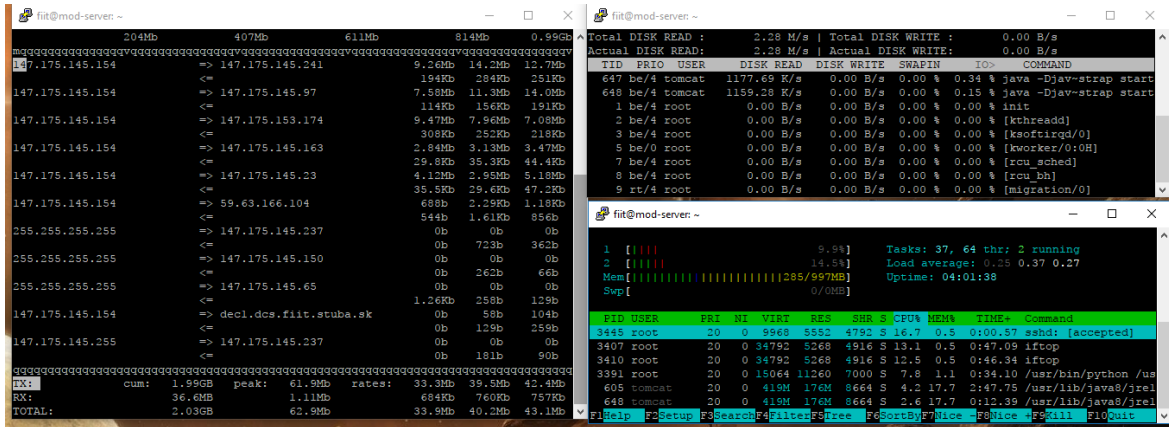 fiit@mod-server: ~
204Mb 407Mb 611Mb 814Mb 0.99Gb
mqqqqqqqqqqqqqqqqqqvqqqqqqqqqqqqqqqqqqvqqqqqqqqqqqqqqqqqqvqqqqqqqqqqqqqqqqqqvqqqqqqqqqqqqqqqqqqv
147.175.145.154 => 147.175.145.241 9.26Mb 14.2Mb 12.7Mb
<= 194Kb 284Kb 251Kb
147.175.145.154 => 147.175.145.97 7.58Mb 11.3Mb 14.0Mb
<= 114Kb 156Kb 191Kb
147.175.145.154 => 147.175.153.174 9.47Mb 7.96Mb 7.08Mb
<= 308Kb 252Kb 218Kb
147.175.145.154 => 147.175.145.163 2.84Mb 3.13Mb 3.47Mb
<= 29.8Kb 35.3Kb 44.4Kb
147.175.145.154 => 147.175.145.23 4.12Mb 2.95Mb 5.18Mb
<= 35.5Kb 29.6Kb 47.2Kb
147.175.145.154 => 59.63.166.104 688b 2.29Kb 1.18Kb
<= 544b 1.61Kb 856b
255.255.255.255 => 147.175.145.237 0b 0b 0b
<= 0b 723b 362b
255.255.255.255 => 147.175.145.150 0b 0b 0b
<= 0b 262b 66b
255.255.255.255 => 147.175.145.65 0b 0b 0b
<= 1.26Kb 258b 129b
147.175.145.154 => decl.dcs.fiit.stuba.sk 0b 58b 104b
<= 0b 129b 259b
147.175.145.255 => 147.175.145.237 0b 0b 0b
<= 0b 181b 90b
qqqqqqqqqqqqqqqqqqqqqqqqqqqqqqqqqqqqqqqqqqqqqqqqqqqqqqqqqqqqqqqqqqqqqqqqqqqqqqqq
TX: cum: 1.99GB peak: 61.9Mb rates: 33.3Mb 39.5Mb 42.4Mb
RX: 36.6MB 1.11Mb 684Kb 760Kb 757Kb
TOTAL: 2.03GB 62.9Mb 33.9Mb 40.2Mb 43.1Mb
fiit@mod-server: ~
Total DISK READ : 2.28 M/s | Total DISK WRITE : 0.00 B/s
Actual DISK READ: 2.28 M/s | Actual DISK WRITE: 0.00 B/s
TID PRIO USER DISK READ DISK WRITE SWAPIN IO> COMMAND
647 be/4 tomcat 1177.69 K/s 0.00 B/s 0.00 % 0.34 % java -Djav~strap start
648 be/4 tomcat 1159.28 K/s 0.00 B/s 0.00 % 0.15 % java -Djav~strap start
1 be/4 root 0.00 B/s 0.00 B/s 0.00 % 0.00 % init
2 be/4 root 0.00 B/s 0.00 B/s 0.00 % 0.00 % [kthreadd]
3 be/4 root 0.00 B/s 0.00 B/s 0.00 % 0.00 % [ksoftirqd/0]
5 be/0 root 0.00 B/s 0.00 B/s 0.00 % 0.00 % [kworker/0:0H]
7 be/4 root 0.00 B/s 0.00 B/s 0.00 % 0.00 % [rcu_sched]
8 be/4 root 0.00 B/s 0.00 B/s 0.00 % 0.00 % [rcu_bh]
9 rt/4 root 0.00 B/s 0.00 B/s 0.00 % 0.00 % [migration/0]
fiit@mod-server: ~
1 [|||| 9.9%] Tasks: 37, 64 thr; 2 running
2 [||||| 14.5%] Load average: 0.25 0.37 0.27
Mem[||||||||||||||||||||||285/997MB] Uptime: 04:01:38
Swp[ 0/0MB]
PID USER PRI NI VIRT RES SHR S CPU% MEM% TIME+ Command
3445 root 20 0 9968 5552 4792 S 16.7 0.5 0:00.57 sshd: [accepted]
3407 root 20 0 34792 5268 4916 S 13.1 0.5 0:47.09 iftop
3410 root 20 0 34792 5268 4916 S 12.5 0.5 0:46.34 iftop
3391 root 20 0 15064 11260 7000 S 7.8 1.1 0:34.10 /usr/bin/python /us
605 tomcat 20 0 419M 176M 8664 S 4.2 17.7 2:47.75 /usr/lib/java8/jrel
648 tomcat 20 0 419M 176M 8664 S 2.6 17.7 0:12.39 /usr/lib/java8/jrel
F1Help F2Setup F3SearchF4FilterF5Tree F6SortByF7Nice -F8Nice +F9Kill F10Quit